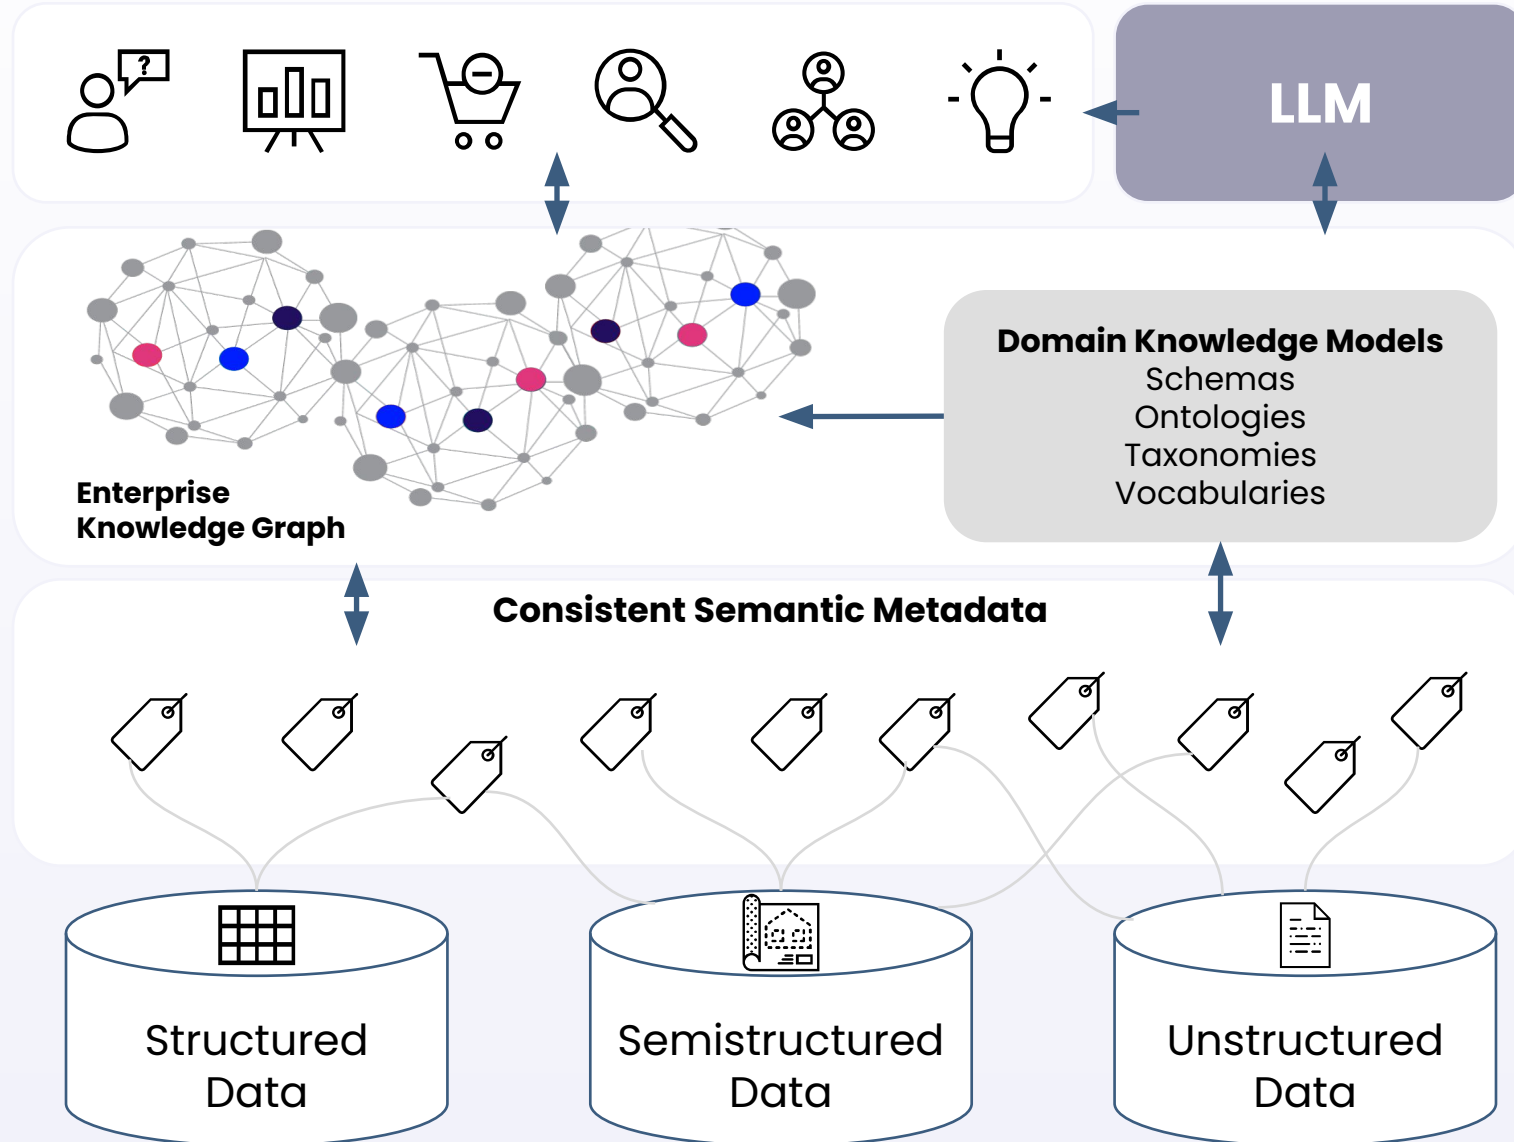 ?
LLM
Domain Knowledge Models
Schemas
Ontologies
Taxonomies
Vocabularies
Enterprise
Knowledge Graph
Consistent Semantic Metadata
Structured
Data
Semistructured
Data
Unstructured
Data